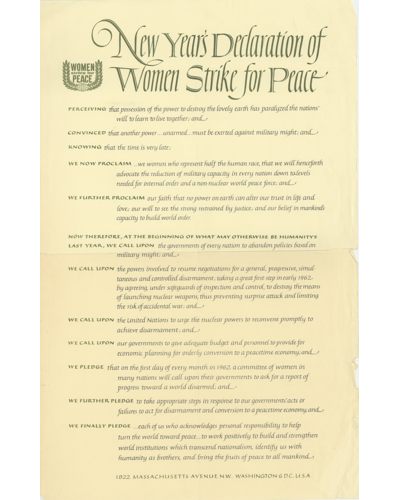 New Year's Declaration of
Women Strike for Peace
WOMEN
STRIKE FOR
PEACE
PERCEIVING that possession of the power to destroy the lovely earth has paralyzed the nations'
will to learn to live together; and...
CONVINCED that another power...unarmed...must be exerted against military might; and...
KNOWING that the time is very late;
WE NOW PROCLAIM ...we women who represent half the human race, that we will henceforth
advocate the reduction of military capacity in every nation down to levels
needed for internal order and a non-nuclear world peace force; and...
WE FURTHER PROCLAIM our faith that no power on earth can alter our trust in life and
love; our will to see the strong restrained by justice; and our belief in mankind's
capacity to build world order.
NOW THEREFORE, AT THE BEGINNING OF WHAT MAY OTHERWISE BE HUMANITY'S
LAST YEAR, WE CALL UPON the governments of every nation to abandon policies based on
military might; and...
WE CALL UPON the powers involved to resume negotiations for a general, progressive, simul-
taneous and controlled disarmament, taking a great first step in early 1962,
by agreeing, under safeguards of inspection and control, to destroy the means
of launching nuclear weapons, thus preventing surprise attack and limiting
the risk of accidental war; and...
WE CALL UPON the United Nations to urge the nuclear powers to reconvene promptly to
achieve disarmament; and...
WE CALL UPON our governments to give adequate budget and personnel to provide for
economic planning for orderly conversion to a peacetime economy, and...
WE PLEDGE that on the first day of every month in 1962, a committee of women in
many nations will call upon their governments to ask for a report of
progress toward a world disarmed; and...
WE FURTHER PLEDGE to take appropriate steps in response to our governments' acts or
failures to act for disarmament and conversion to a peacetime economy, and...
WE FINALLY PLEDGE ...each of us who acknowledges personal responsibility to help
turn the world toward peace...to work positively to build and strengthen
world institutions which transcend nationalism, identify us with
humanity as brothers, and bring the fruits of peace to all mankind.
1822 MASSACHUSETTS AVENUE N.W. WASHINGTON 6 D.C. U.S.A.